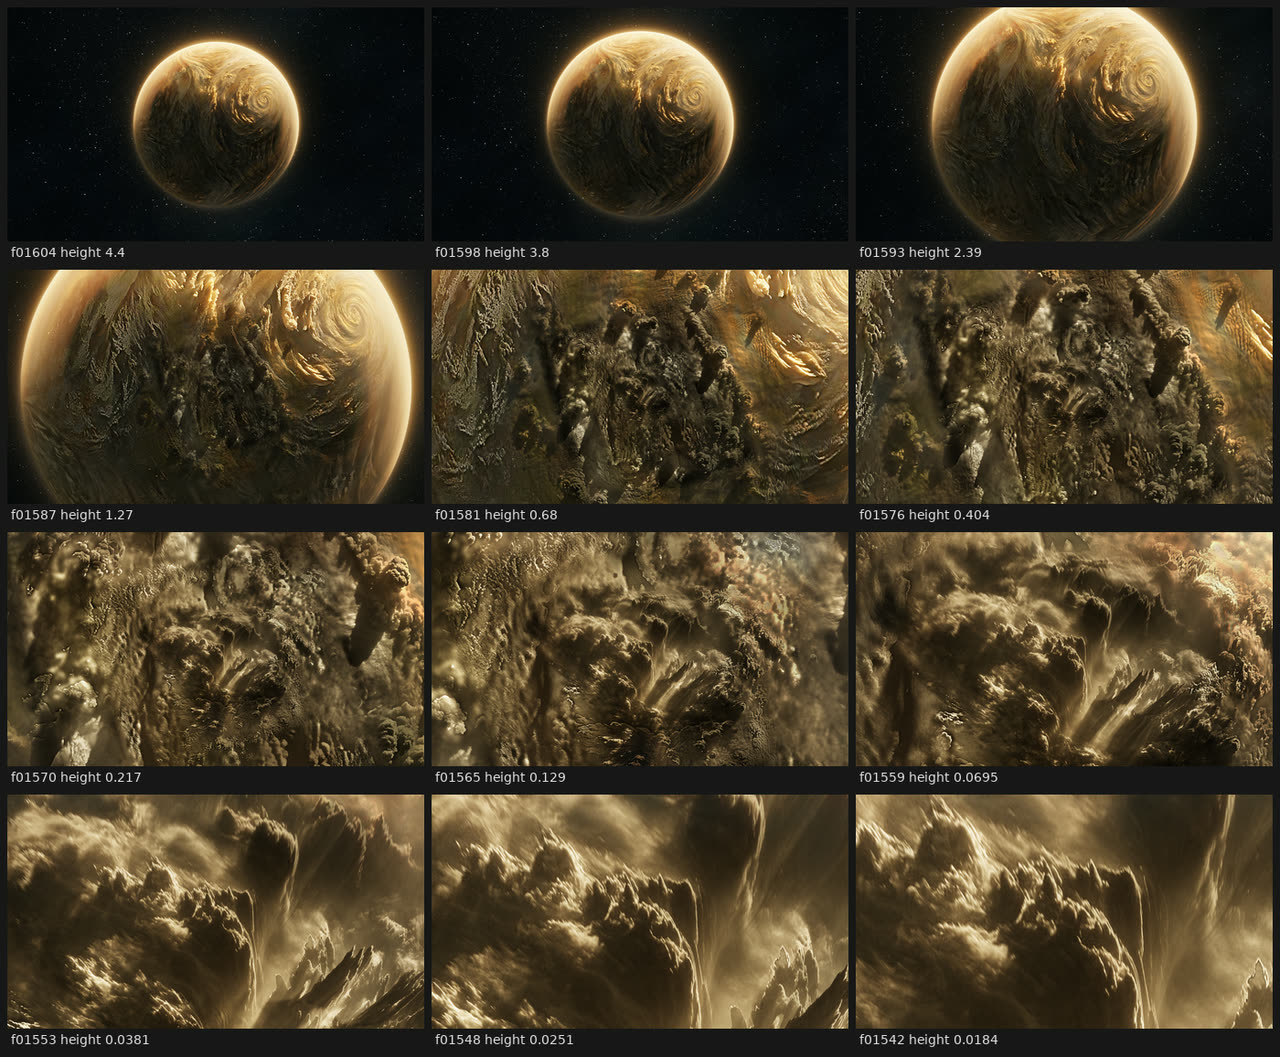 f01604 height 4.4
f01598 height 3.8
f01593 height 2.39
f01587 height 1.27
f01581 height 0.68
f01576 height 0.404
f01570 height 0.217
f01565 height 0.129
f01559 height 0.0695
f01553 height 0.0381
f01548 height 0.0251
f01542 height 0.0184